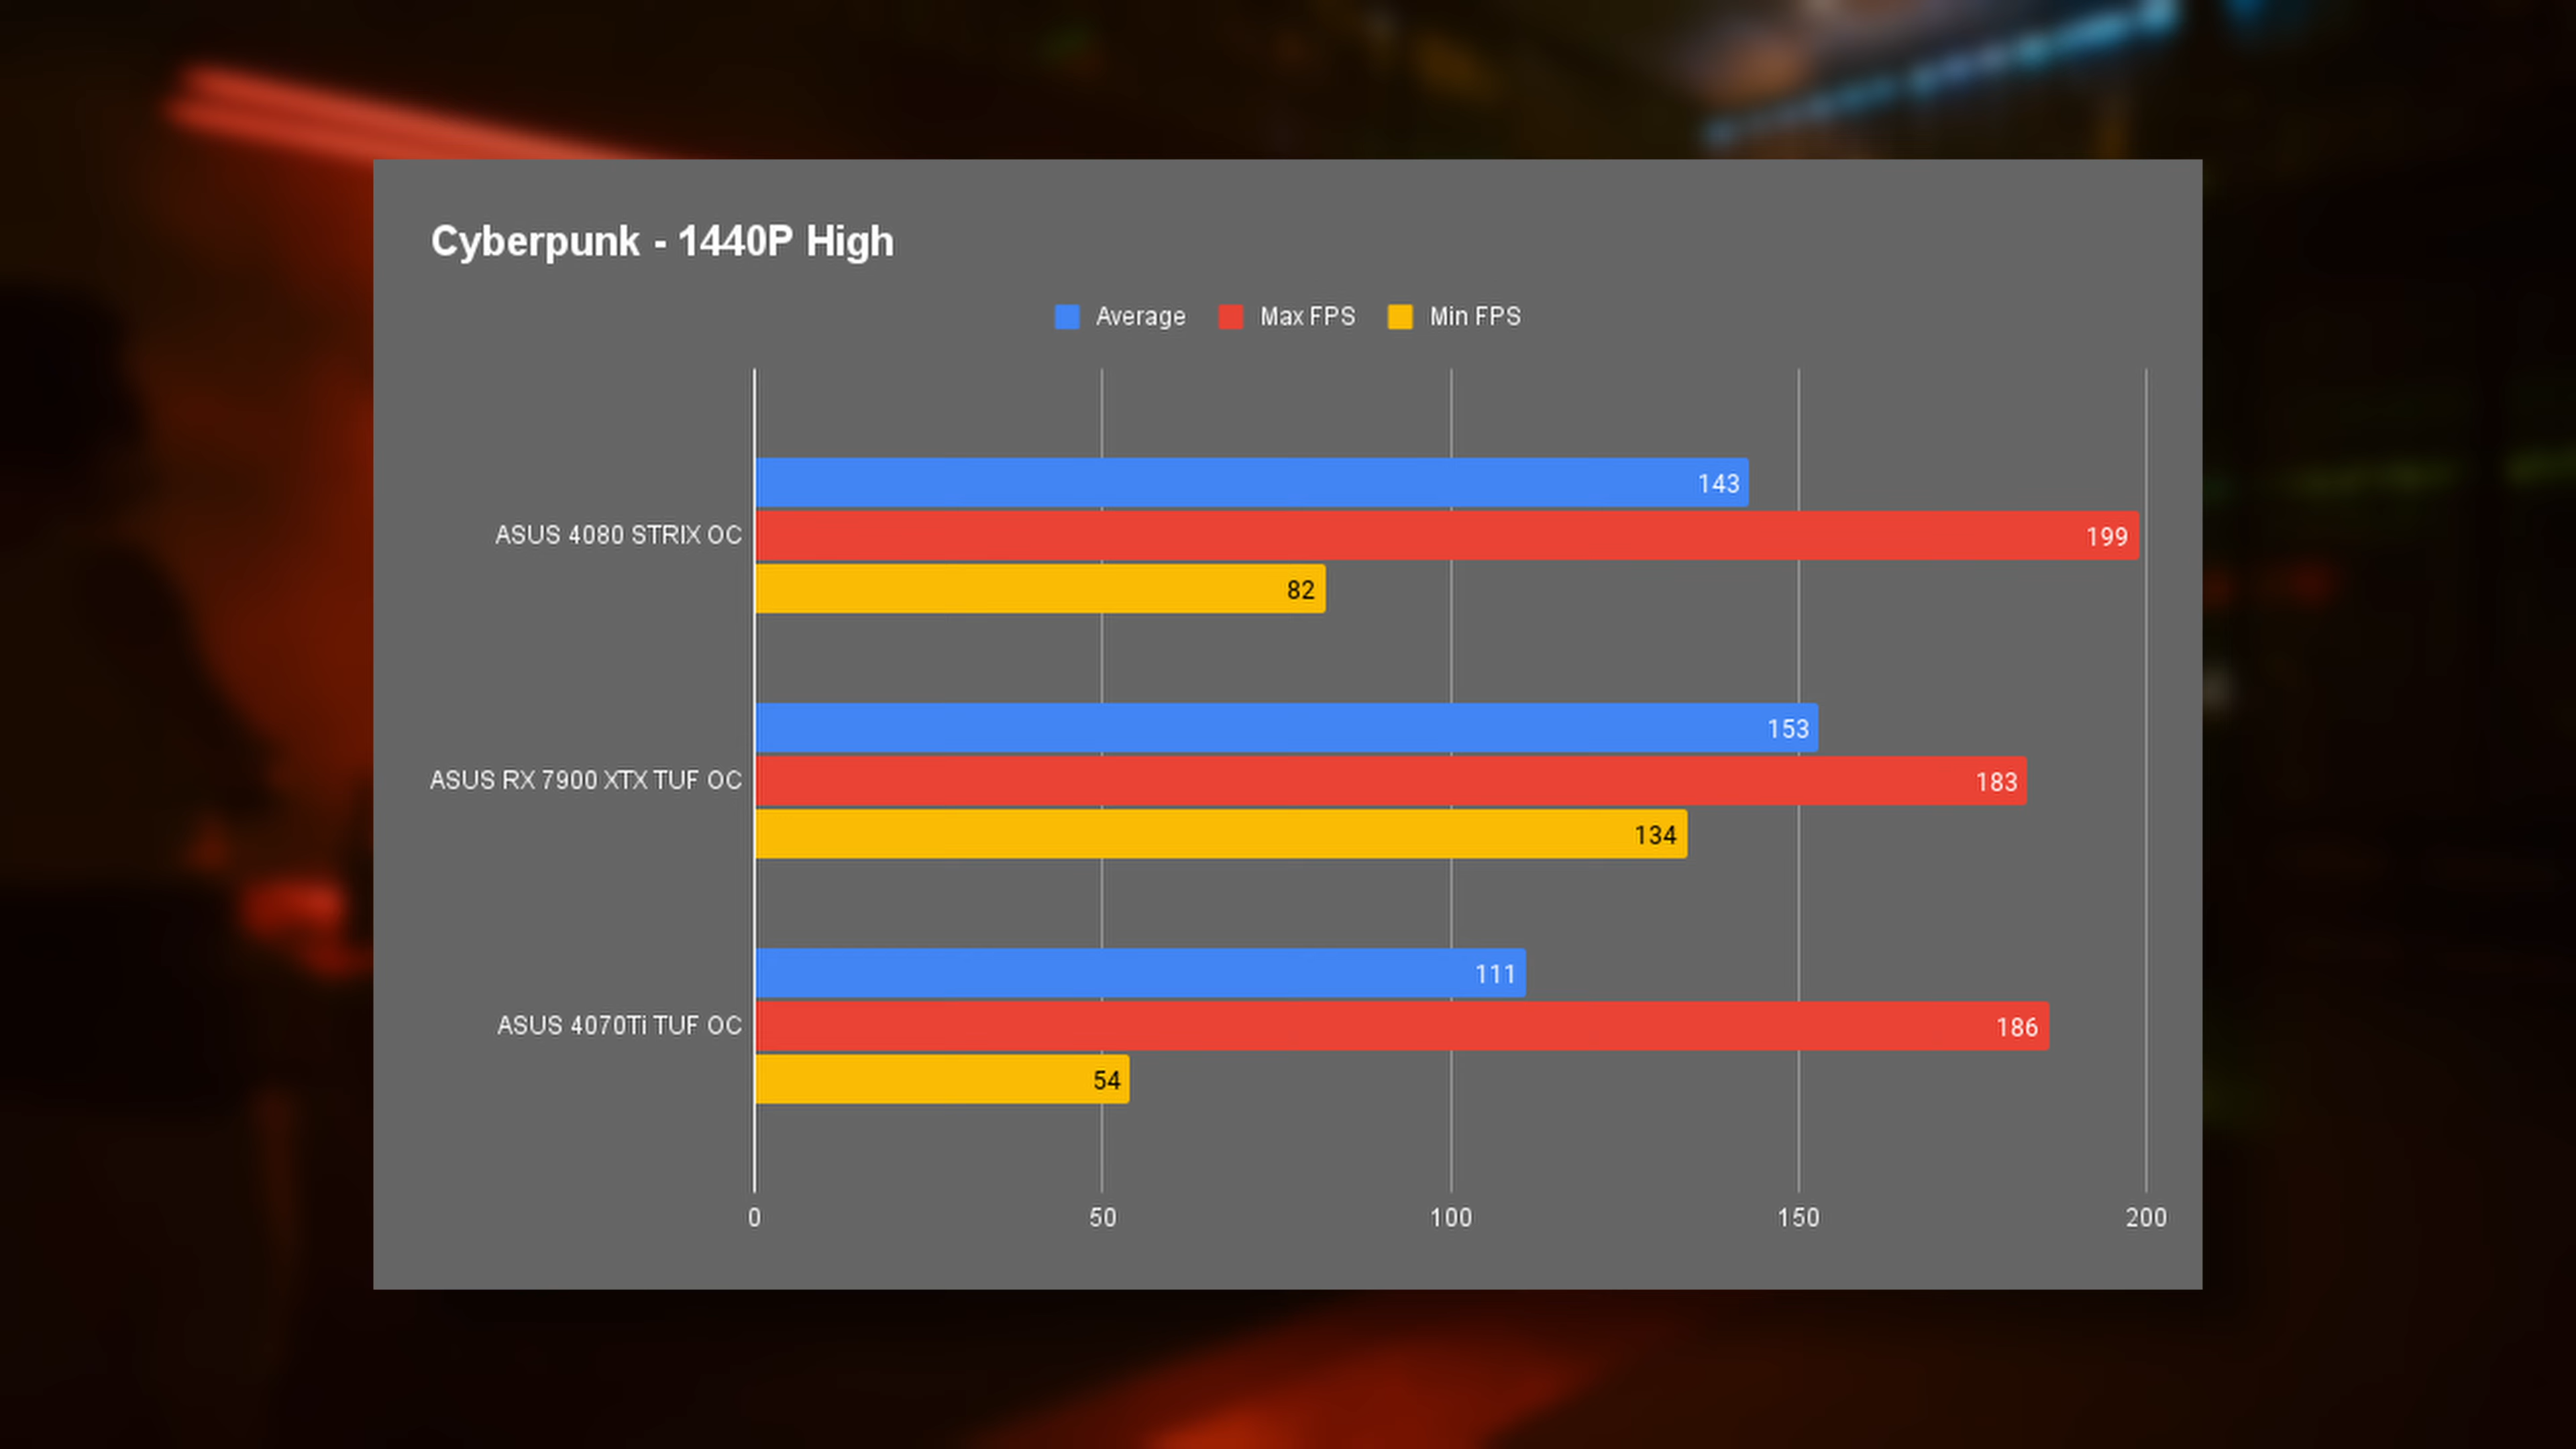 Cyberpunk - 1440P High
Average Max FPS Min FPS
143
ASUS 4080 STRIX OC 199
82
153
ASUS RX 7900 XTX TUF OC 183
134
111
ASUS 4070Ti TUF OC 186
54
0 50 100 150 200